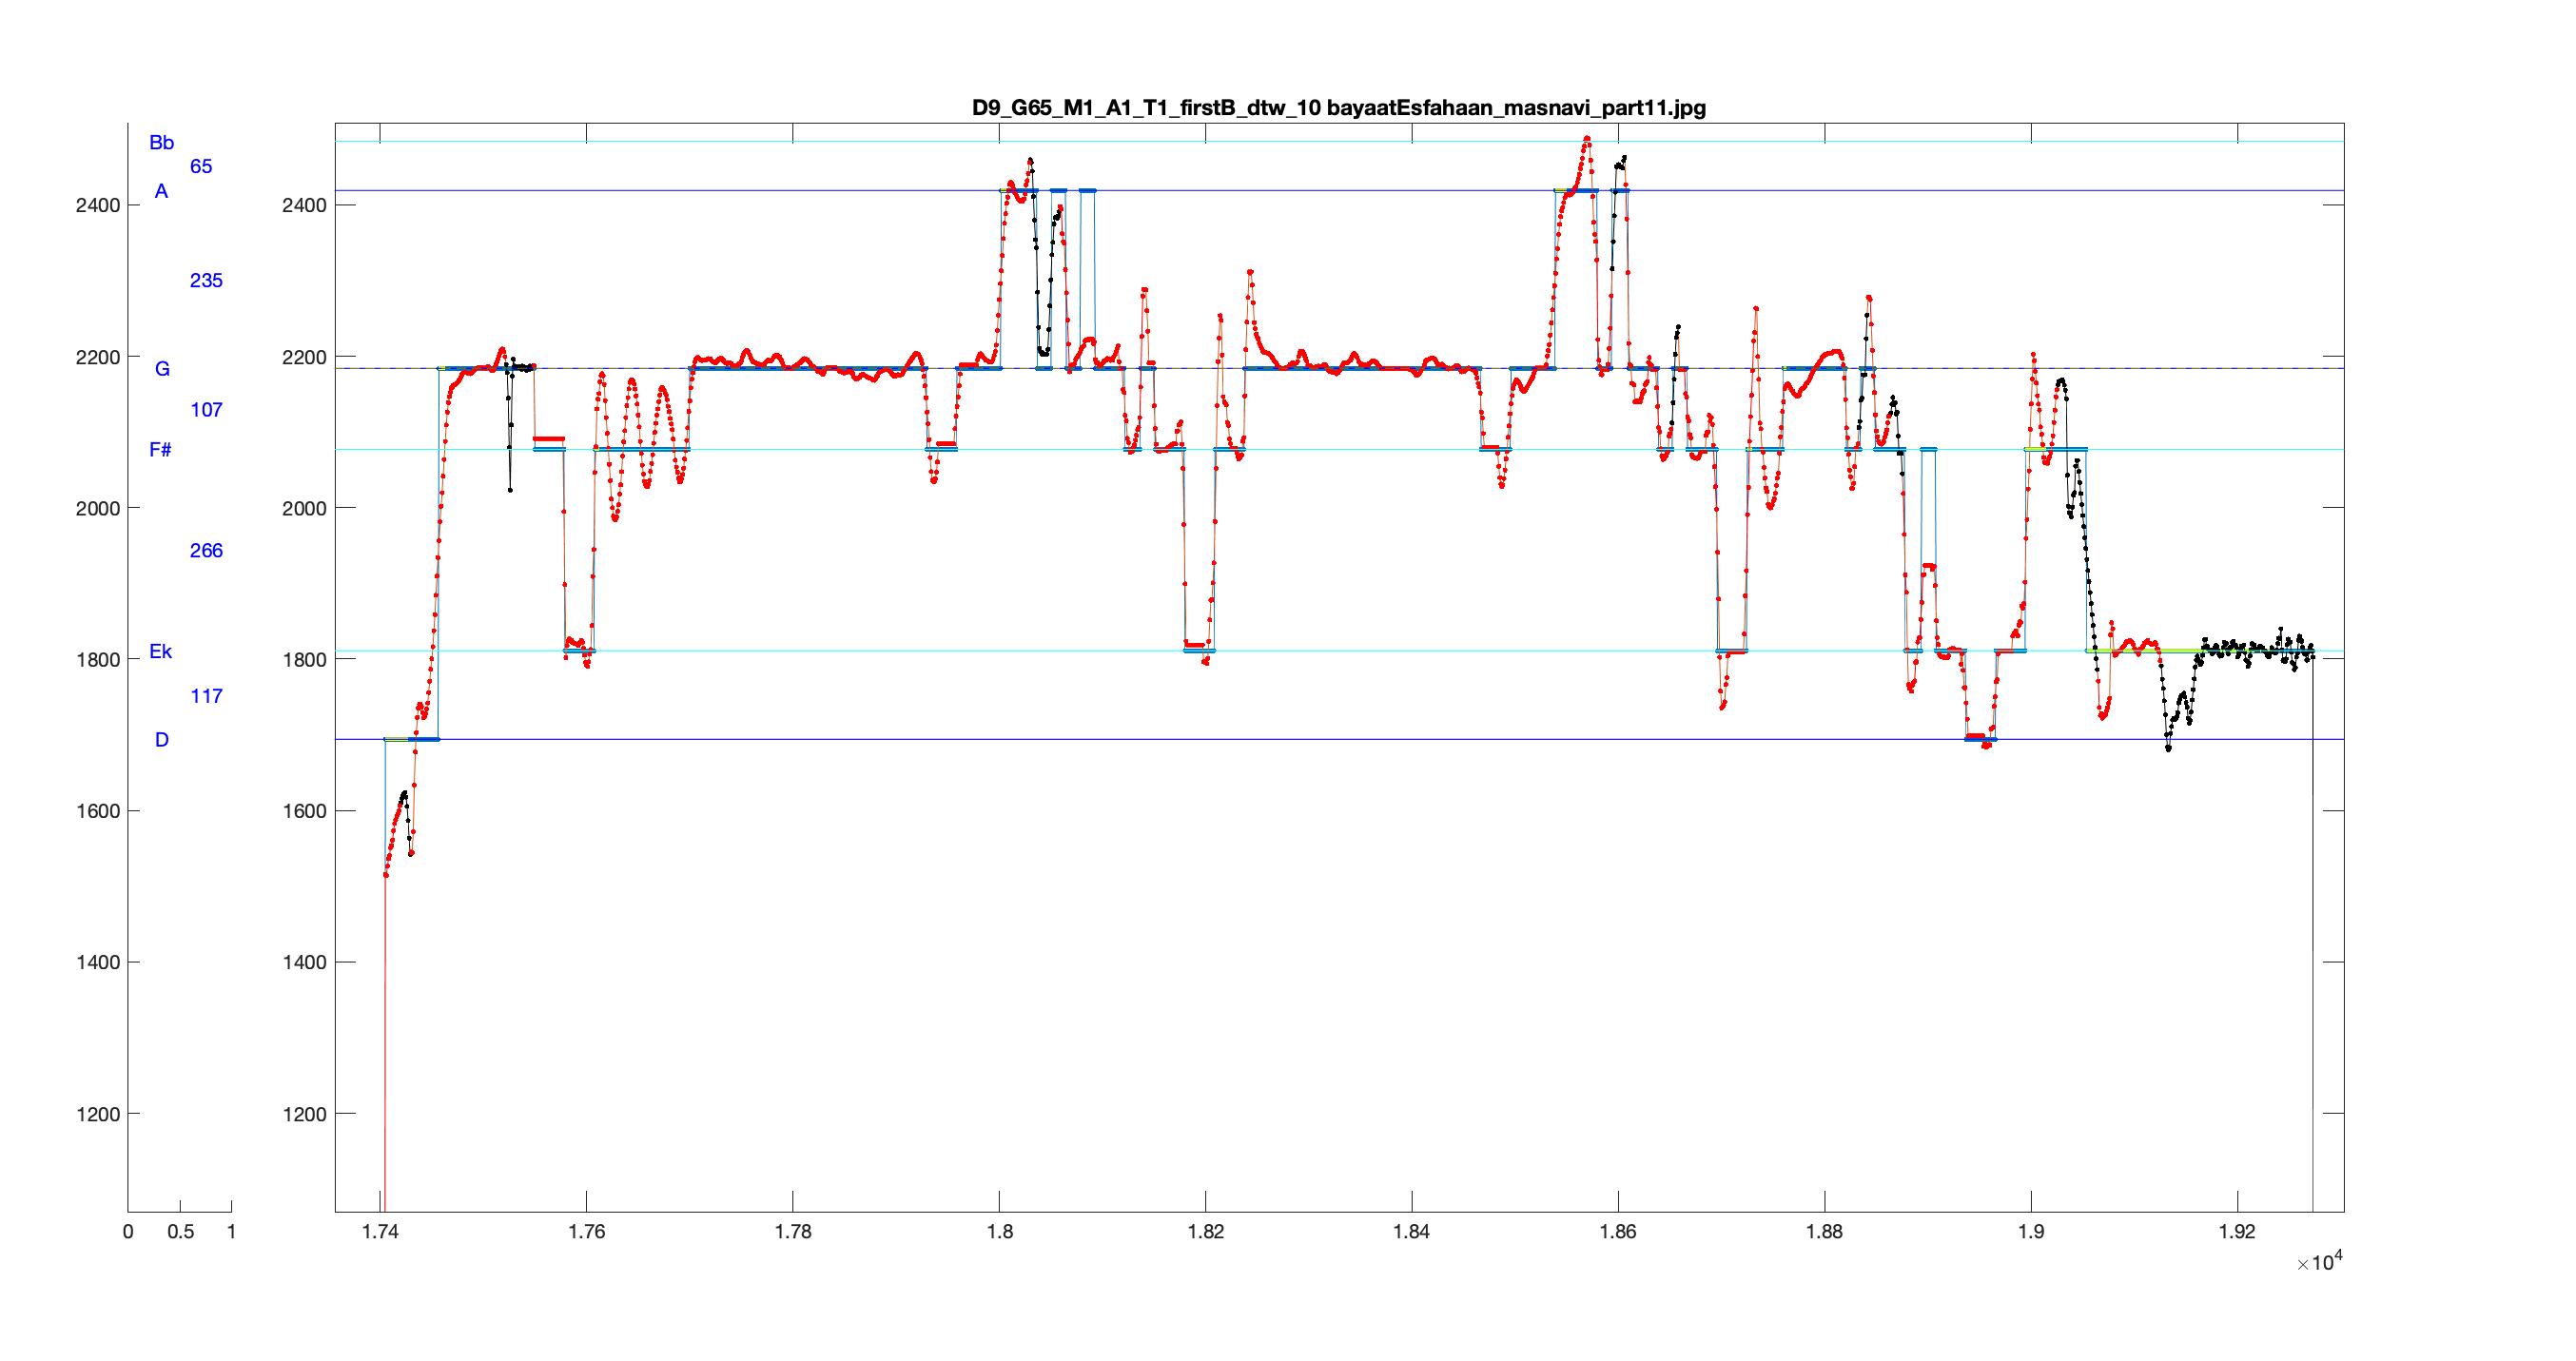 D9_G65_M1_A1_T1_firstB_dtw_10 bayaatEsfahaan_masnavi_part11.jpg
Bb
65
A
2400 2400
235
2200 G 2200
107
F#
2000 2000
266
Ek
1800 1800
117
D
1600 1600
1400 1400
1200 1200
0 0.5 1 1.74 1.76 1.78 1.8 1.82 1.84 1.86 1.88 1.9 1.92
×10⁴